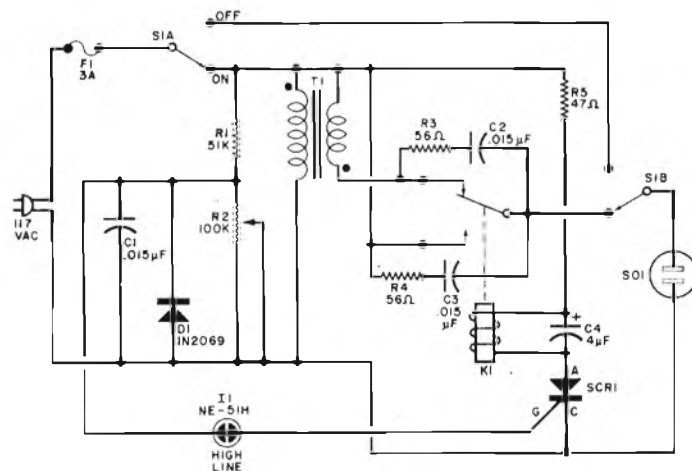 OFF
S1A
F1
3A
ON
T1
R1
51K
R5
47Ω
R3
56Ω
C2
.015µF
S1B
117
VAC
C1
.015µF
R2
100K
SO1
R4
56Ω
C3
.015
µF
D1
1N2069
K1
+
C4
4µF
A
SCR1
G
C
I1
NE-51H
HIGH
LINE